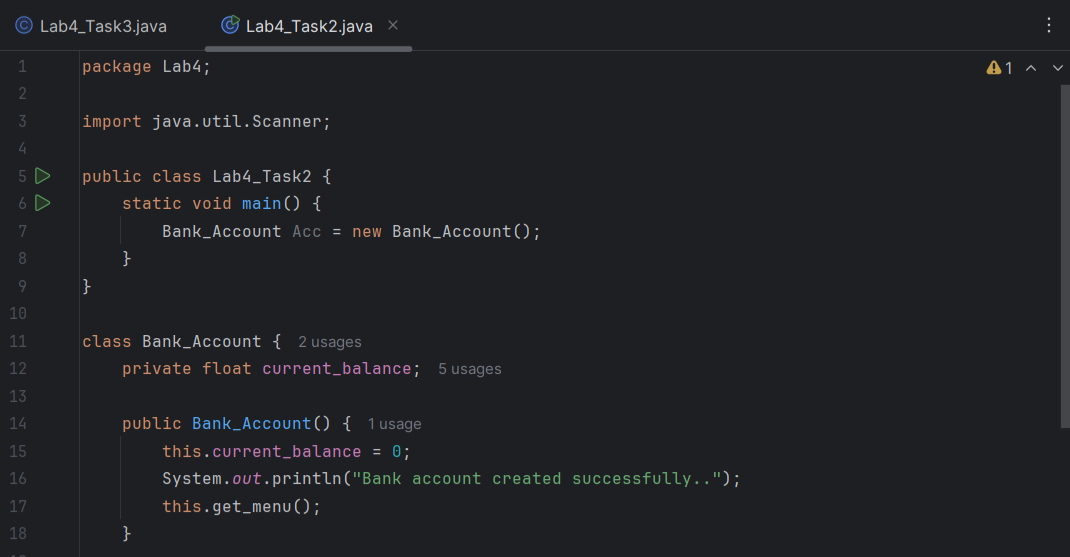 Lab4_Task3.java
Lab4_Task2.java
1 package Lab4;
1
2
3 import java.util.Scanner;
4
5 public class Lab4_Task2 {
6     static void main() {
7         Bank_Account Acc = new Bank_Account();
8     }
9 }
10
11 class Bank_Account { 2 usages
12     private float current_balance; 5 usages
13
14     public Bank_Account() { 1 usage
15         this.current_balance = 0;
16         System.out.println("Bank account created successfully..");
17         this.get_menu();
18     }